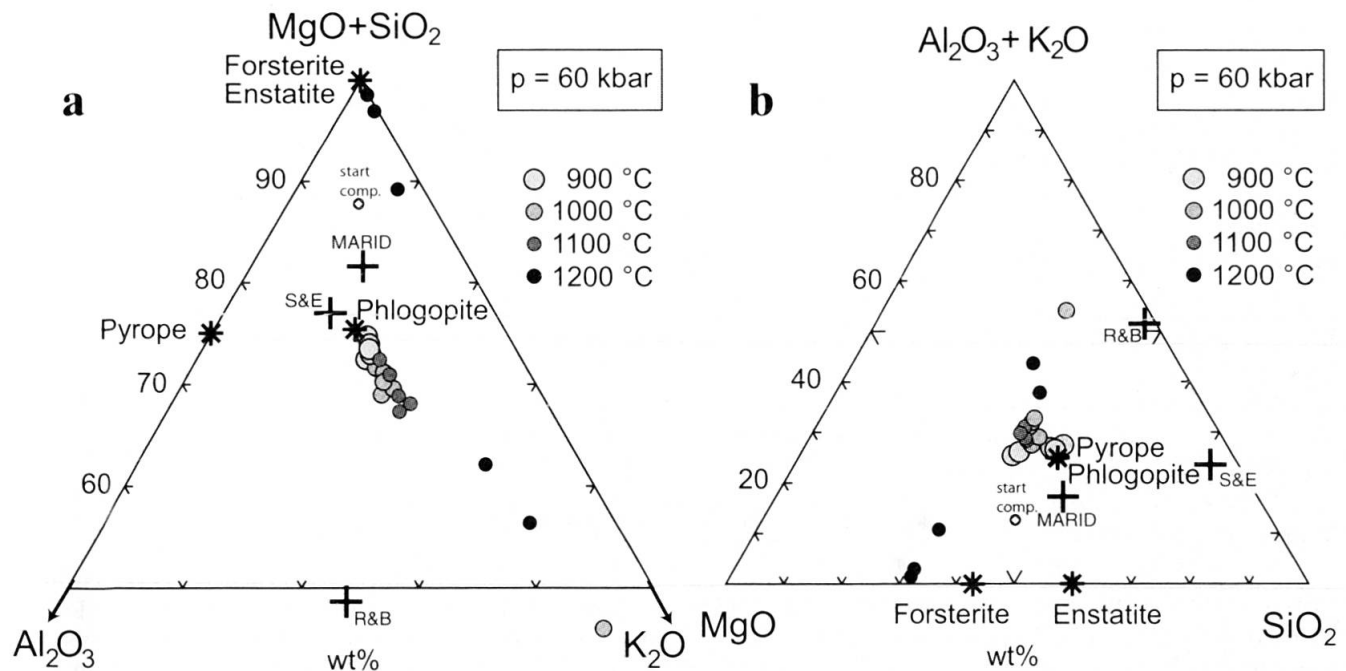 a
MgO+SiO₂
Forsterite
Enstatite
p = 60 kbar
90
start
comp.
900 °C
1000 °C
1100 °C
1200 °C
MARID
80
S&E
Phlogopite
Pyrope
70
60
R&B
Al₂O₃
wt%
K₂O
b
Al₂O₃ + K₂O
p = 60 kbar
80
900 °C
1000 °C
1100 °C
1200 °C
60
R&B
40
Pyrope
Phlogopite
S&E
20
start
comp.
MARID
MgO
Forsterite
Enstatite
SiO₂
wt%